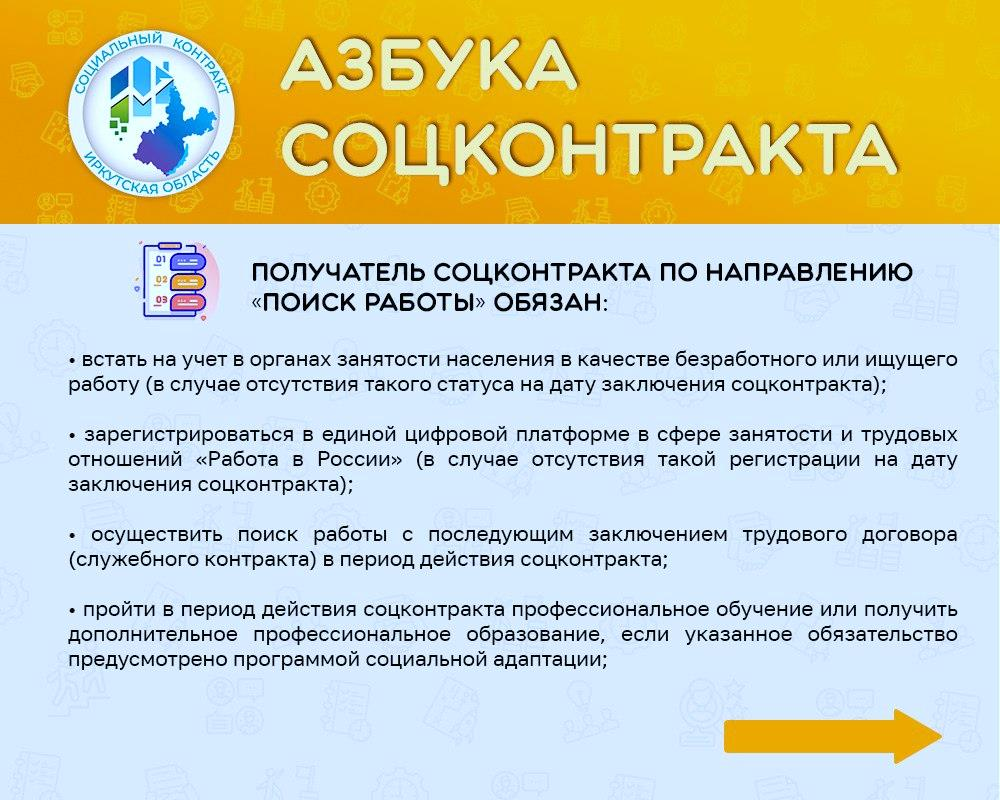 СОЦИАЛЬНЫЙ КОНТРАКТ
ИРКУТСКАЯ ОБЛАСТЬ
АЗБУКА
СОЦКОНТРАКТА
01
02
03
ПОЛУЧАТЕЛЬ СОЦКОНТРАКТА ПО НАПРАВЛЕНИЮ
«ПОИСК РАБОТЫ» ОБЯЗАН:
• встать на учет в органах занятости населения в качестве безработного или ищущего
работу (в случае отсутствия такого статуса на дату заключения соцконтракта);
• зарегистрироваться в единой цифровой платформе в сфере занятости и трудовых
отношений «Работа в России» (в случае отсутствия такой регистрации на дату
заключения соцконтракта);
• осуществить поиск работы с последующим заключением трудового договора
(служебного контракта) в период действия соцконтракта;
• пройти в период действия соцконтракта профессиональное обучение или получить
дополнительное профессиональное образование, если указанное обязательство
предусмотрено программой социальной адаптации;